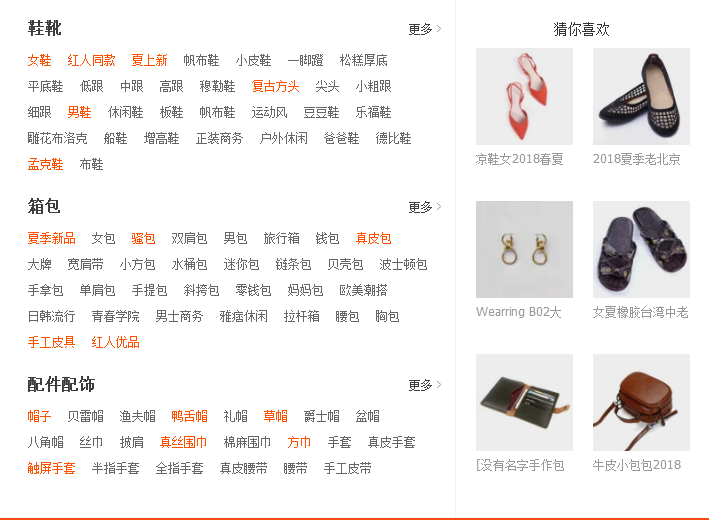 鞋靴 更多
女鞋 红人同款 夏上新 帆布鞋 小皮鞋 一脚蹬 松糕厚底
平底鞋 低跟 中跟 高跟 穆勒鞋 复古方头 尖头 小粗跟
细跟 男鞋 休闲鞋 板鞋 帆布鞋 运动风 豆豆鞋 乐福鞋
雕花布洛克 船鞋 增高鞋 正装商务 户外休闲 爸爸鞋 德比鞋
孟克鞋 布鞋
箱包 更多
夏季新品 女包 骚包 双肩包 男包 旅行箱 钱包 真皮包
大牌 宽肩带 小方包 水桶包 迷你包 链条包 贝壳包 波士顿包
手拿包 单肩包 手提包 斜挎包 零钱包 妈妈包 欧美潮搭
日韩流行 青春学院 男士商务 雅痞休闲 拉杆箱 腰包 胸包
手工皮具 红人优品
配件配饰 更多
帽子 贝雷帽 渔夫帽 鸭舌帽 礼帽 草帽 爵士帽 盆帽
八角帽 丝巾 披肩 真丝围巾 棉麻围巾 方巾 手套 真皮手套
触屏手套 半指手套 全指手套 真皮腰带 腰带 手工皮带
猜你喜欢
凉鞋女2018春夏
2018夏季老北京
Wearring B02大
女夏橡胶台湾中老
[没有名字手作包
牛皮小包包2018